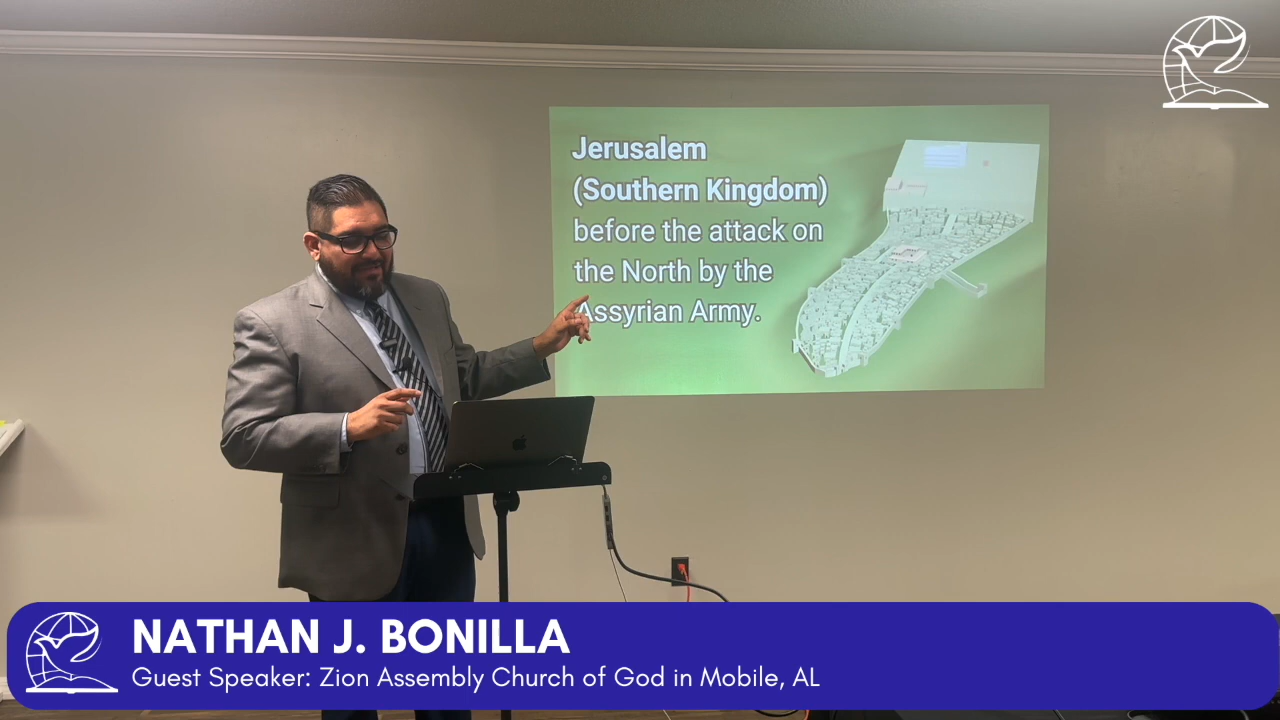 Jerusalem
(Southern Kingdom)
before the attack on
the North by the
Assyrian Army.
NATHAN J. BONILLA
Guest Speaker: Zion Assembly Church of God in Mobile, AL